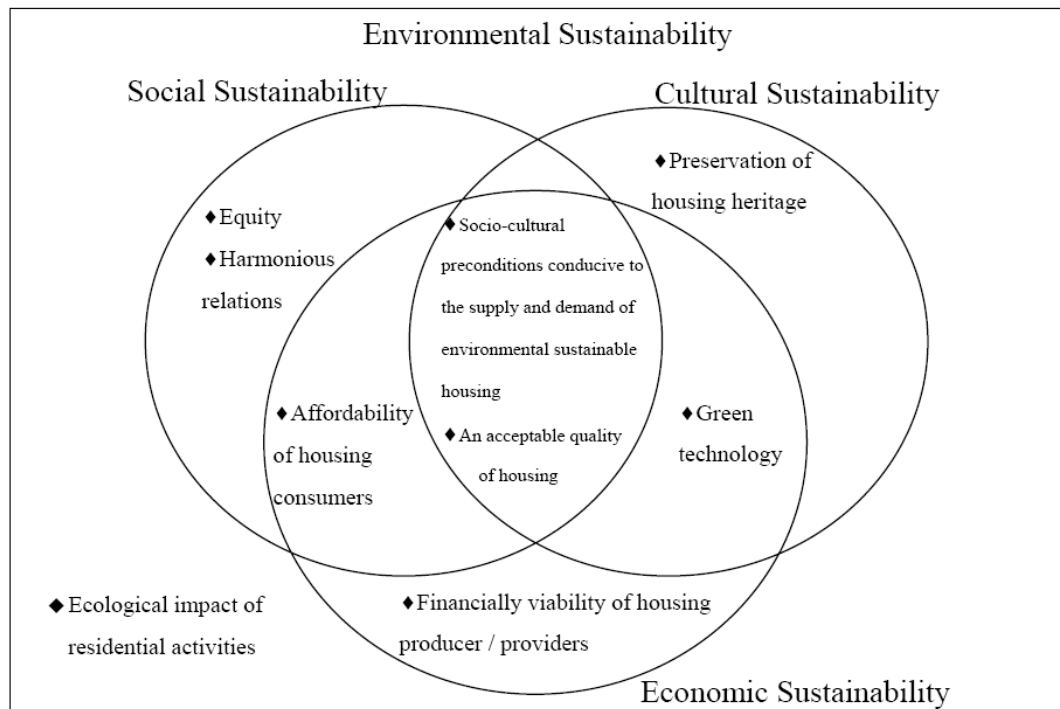 Environmental Sustainability
Social Sustainability
Cultural Sustainability
♦Preservation of
housing heritage
♦Equity
♦Harmonious
relations
♦Socio-cultural
preconditions conducive to
the supply and demand of
environmental sustainable
housing
♦An acceptable quality
of housing
♦Affordability
of housing
consumers
♦Green
technology
◆Ecological impact of
residential activities
♦Financially viability of housing
producer / providers
Economic Sustainability